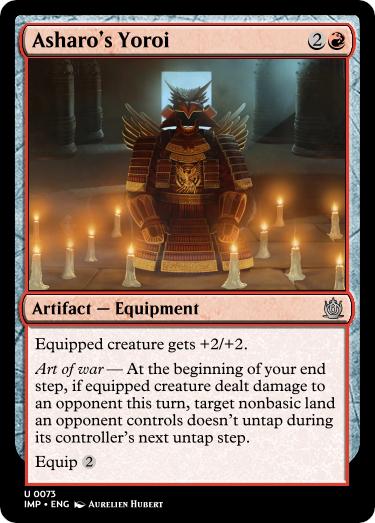 Asharo's Yoroi 2
Artifact — Equipment
Equipped creature gets +2/+2.
Art of war — At the beginning of your end
step, if equipped creature dealt damage to
an opponent this turn, target nonbasic land
an opponent controls doesn't untap during
its controller's next untap step.
Equip 2
U 0073
IMP • ENG Aurelien Hubert